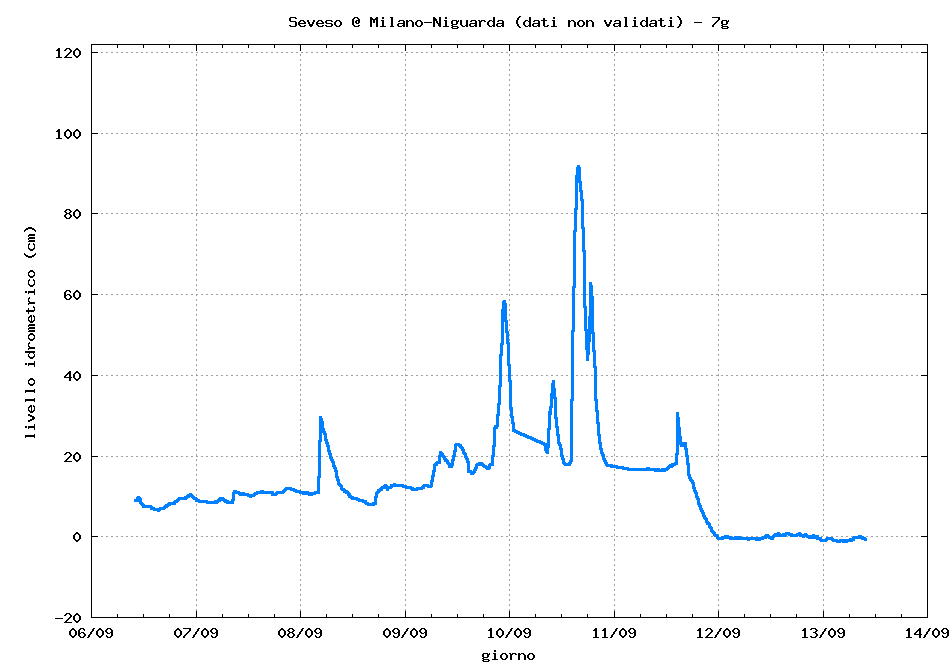 Seveso @ Milano-Niguarda (dati non validati) - 7g
120
100
80
60
40
20
0
-20
livello idrometrico (cm)
06/09 07/09 08/09 09/09 10/09 11/09 12/09 13/09 14/09
giorno